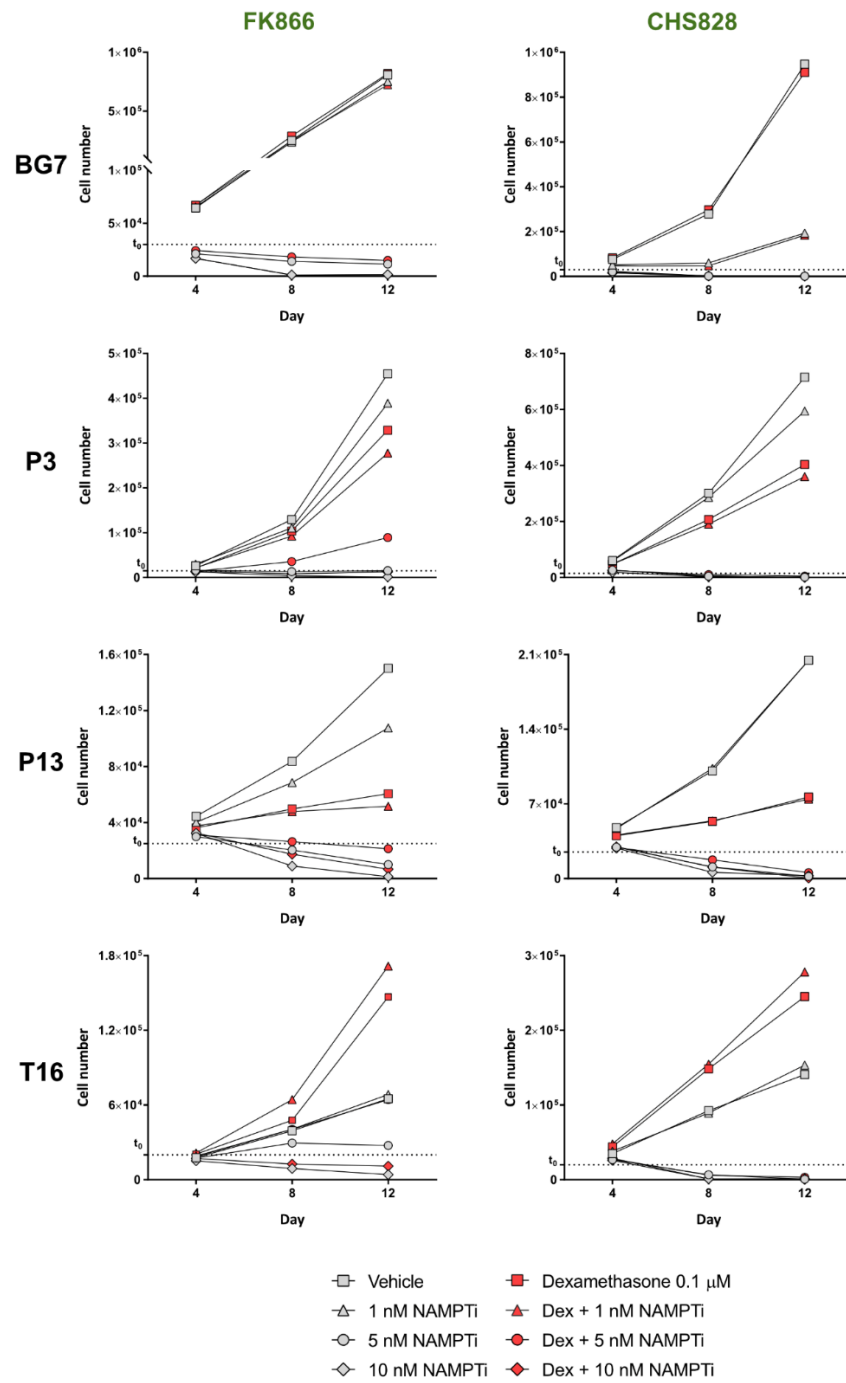 FK866 CHS828
BG7
Cell number
1×10⁶
5×10⁵
1×10⁵
5×10⁴
t₀
0
4 8 12
Day
Cell number
1×10⁶
8×10⁵
6×10⁵
4×10⁵
2×10⁵
t₀
0
4 8 12
Day
P3
Cell number
5×10⁵
4×10⁵
3×10⁵
2×10⁵
1×10⁵
t₀
0
4 8 12
Day
Cell number
8×10⁵
6×10⁵
4×10⁵
2×10⁵
t₀
0
4 8 12
Day
P13
Cell number
1.6×10⁵
1.2×10⁵
8×10⁴
4×10⁴
t₀
0
4 8 12
Day
Cell number
2.1×10⁵
1.4×10⁵
7×10⁴
t₀
0
4 8 12
Day
T16
Cell number
1.8×10⁵
1.2×10⁵
6×10⁴
t₀
0
4 8 12
Day
Cell number
3×10⁵
2×10⁵
1×10⁵
t₀
0
4 8 12
Day
Vehicle Dexamethasone 0.1 μM
1 nM NAMPTi Dex + 1 nM NAMPTi
5 nM NAMPTi Dex + 5 nM NAMPTi
10 nM NAMPTi Dex + 10 nM NAMPTi